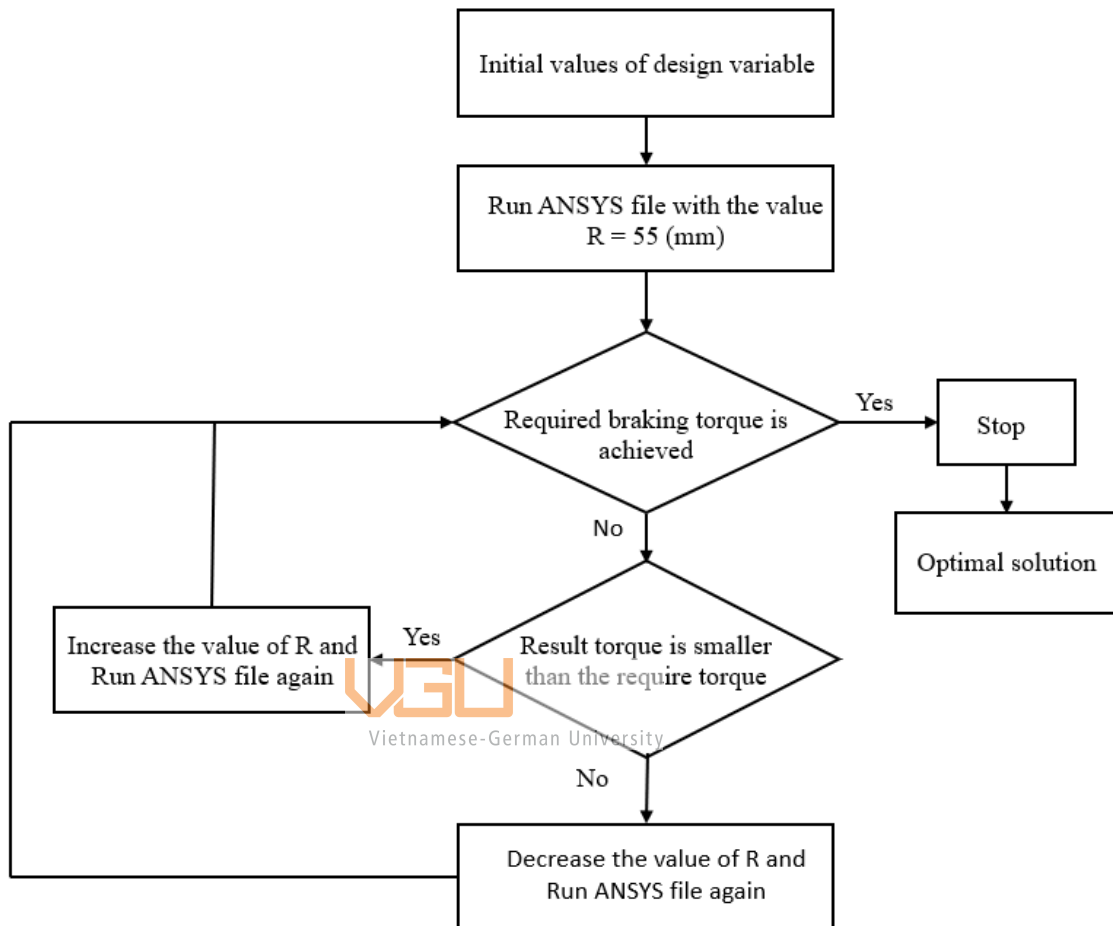 Initial values of design variable
Run ANSYS file with the value
R = 55 (mm)
Required braking torque is
achieved
Yes
Stop
No
Optimal solution
Result torque is smaller
than the require torque
Yes
Increase the value of R and
Run ANSYS file again
VGU
Vietnamese-German University
No
Decrease the value of R and
Run ANSYS file again